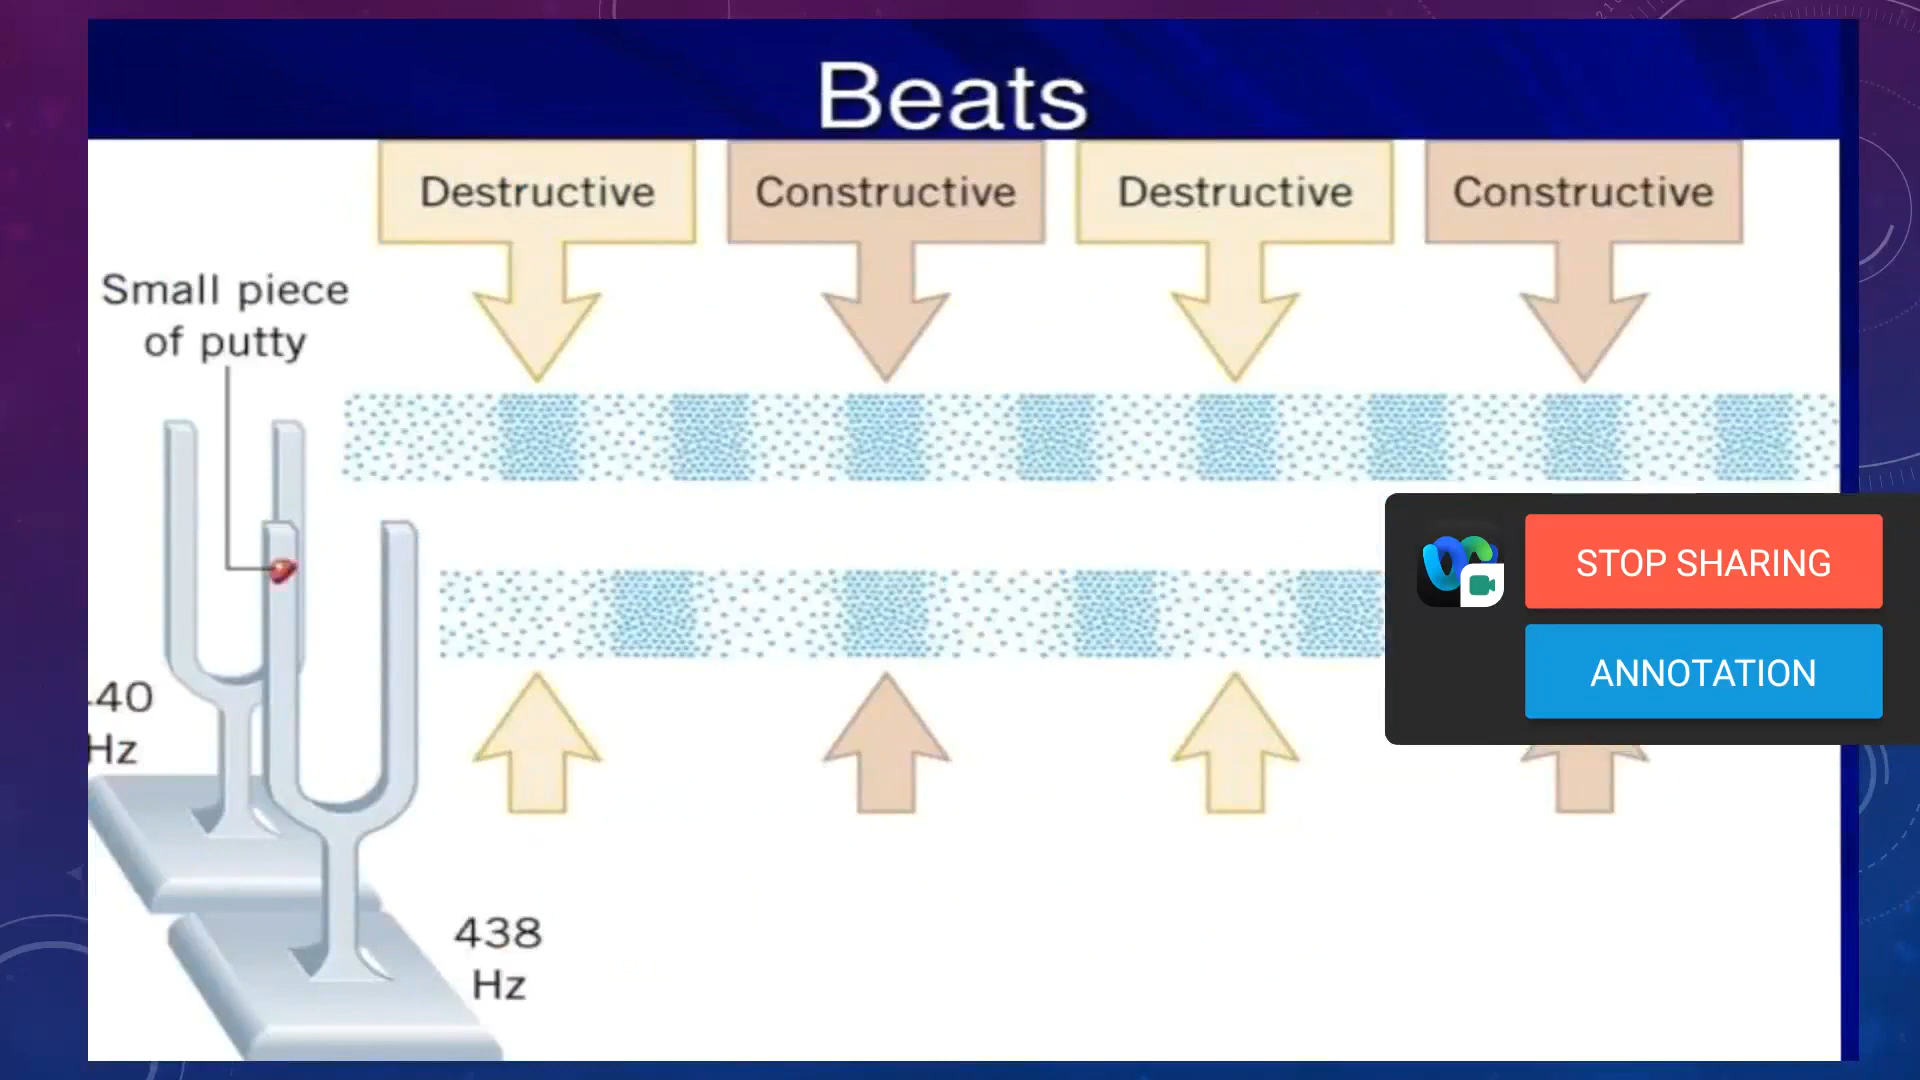 Beats
Destructive
Constructive
Destructive
Constructive
Small piece
of putty
STOP SHARING
ANNOTATION
40
Hz
438
Hz